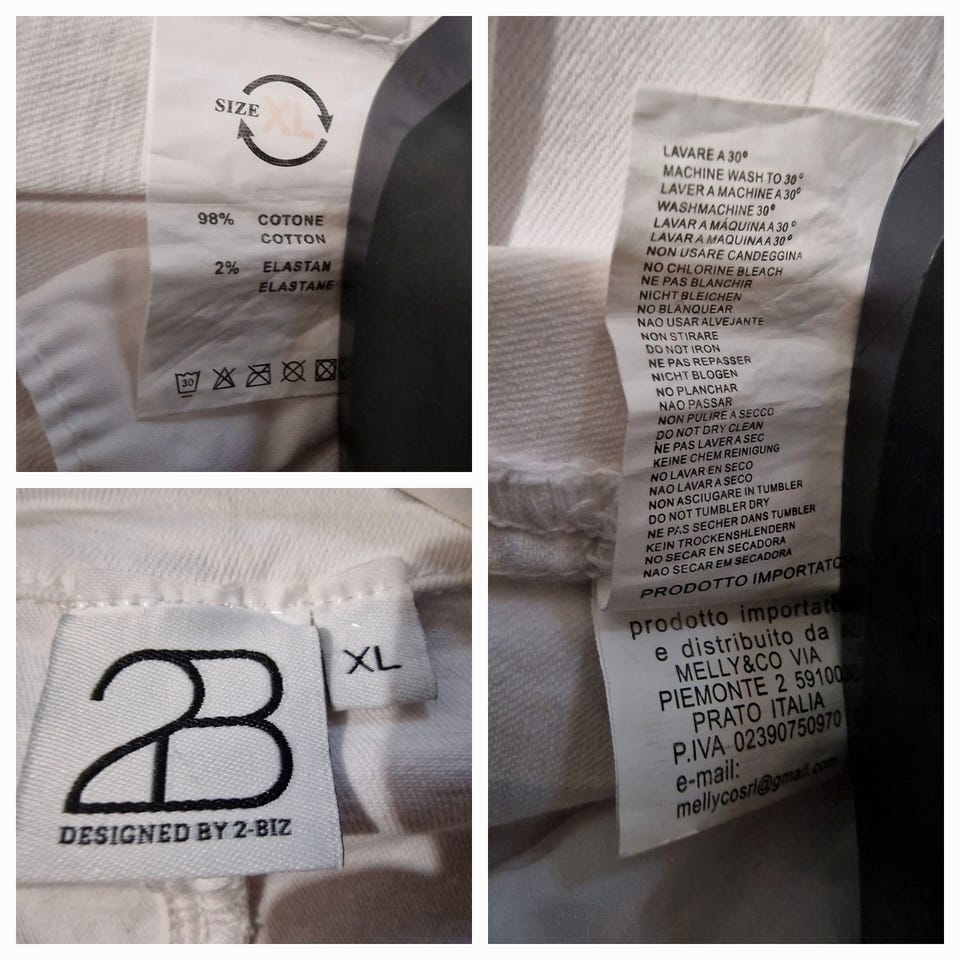 SIZE XL
98% COTONE
COTTON
2% ELASTAN
ELASTANE
30
LAVARE A 30°
MACHINE WASH TO 30°
LAVER A MACHINE A 30°
WASHMACHINE 30°
LAVAR A MÁQUINA A 30°
LAVAR A MAQUINA A 30°
NON USARE CANDEGGINA
NO CHLORINE BLEACH
NE PAS BLANCHIR
NICHT BLEICHEN
NO BLANQUEAR
NAO USAR ALVEJANTE
NON STIRARE
DO NOT IRON
NE PAS REPASSER
NICHT BLOGEN
NO PLANCHAR
NAO PASSAR
NON PULIRE A SECCO
DO NOT DRY CLEAN
NE PAS LAVER A SEC
KEINE CHEM REINIGUNG
NO LAVAR EN SECO
NAO LAVAR A SECO
NON ASCIUGARE IN TUMBLER
DO NOT TUMBLER DRY
NE PAS SECHER DANS TUMBLER
KEIN TROCKENSHLENDERN
NO SECAR EN SECADORA
NAO SECAR EM SECADORA
PRODOTTO IMPORTATO
prodotto importato
e distribuito da
MELLY&CO VIA
PIEMONTE 2 59100
PRATO ITALIA
P.IVA 02390750970
e-mail:
mellycosrl@gmail.com
2B
DESIGNED BY 2-BIZ
XL